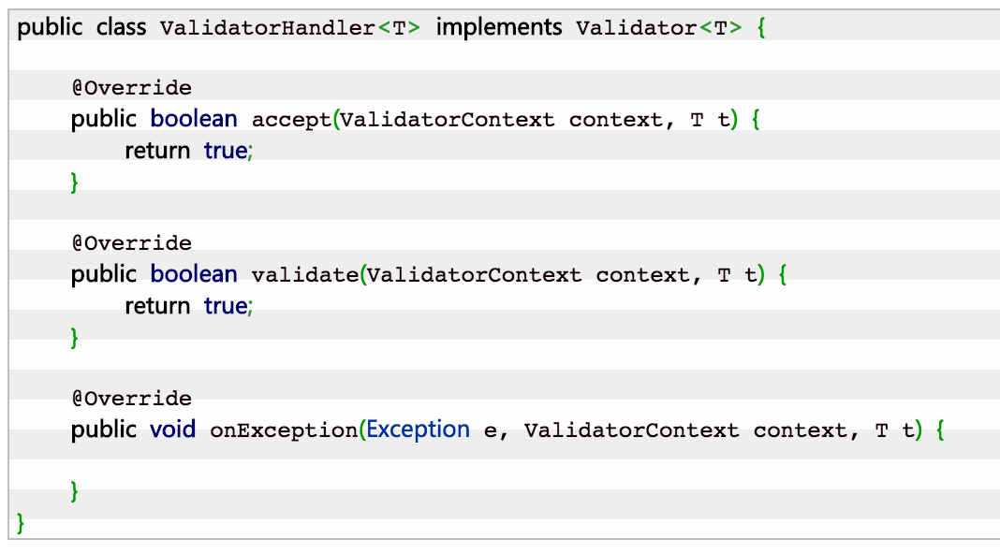 public class ValidatorHandler<T> implements Validator<T> {
@Override
public boolean accept(ValidatorContext context, T t) {
return true;
}
@Override
public boolean validate(ValidatorContext context, T t) {
return true;
}
@Override
public void onException(Exception e, ValidatorContext context, T t) {
}
}